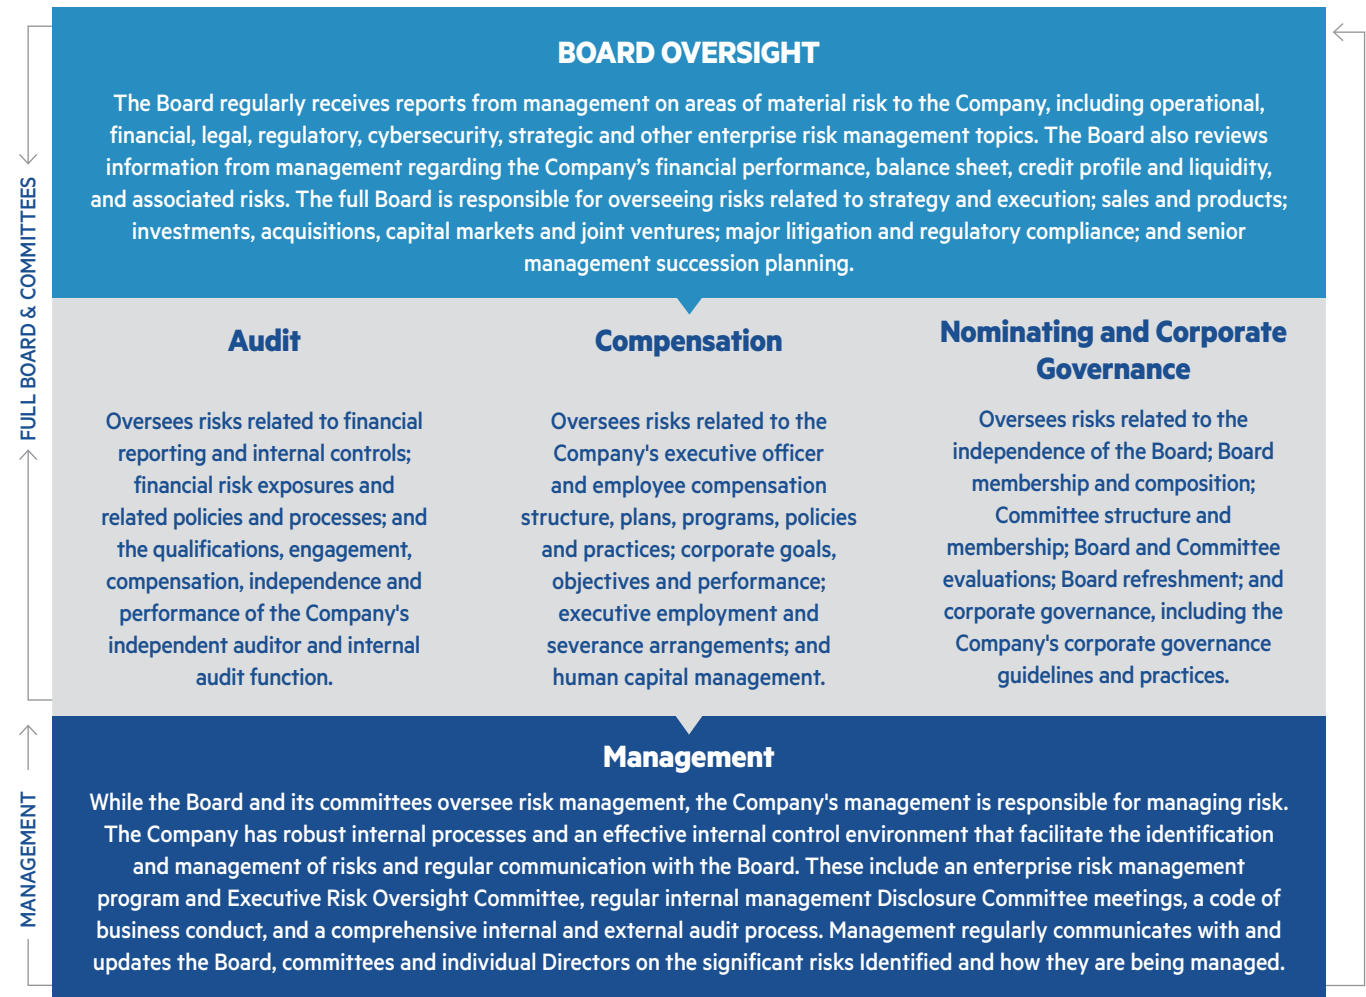 BOARD OVERSIGHT
The Board regularly receives reports from management on areas of material risk to the Company, including operational,
financial, legal, regulatory, cybersecurity, strategic and other enterprise risk management topics. The Board also reviews
information from management regarding the Company’s financial performance, balance sheet, credit profile and liquidity,
and associated risks. The full Board is responsible for overseeing risks related to strategy and execution; sales and products;
investments, acquisitions, capital markets and joint ventures; major litigation and regulatory compliance; and senior
management succession planning.
FULL BOARD & COMMITTEES
Audit
Oversees risks related to financial
reporting and internal controls;
financial risk exposures and
related policies and processes; and
the qualifications, engagement,
compensation, independence and
performance of the Company's
independent auditor and internal
audit function.
Compensation
Oversees risks related to the
Company's executive officer
and employee compensation
structure, plans, programs, policies
and practices; corporate goals,
objectives and performance;
executive employment and
severance arrangements; and
human capital management.
Nominating and Corporate
Governance
Oversees risks related to the
independence of the Board; Board
membership and composition;
Committee structure and
membership; Board and Committee
evaluations; Board refreshment; and
corporate governance, including the
Company's corporate governance
guidelines and practices.
MANAGEMENT
Management
While the Board and its committees oversee risk management, the Company's management is responsible for managing risk.
The Company has robust internal processes and an effective internal control environment that facilitate the identification
and management of risks and regular communication with the Board. These include an enterprise risk management
program and Executive Risk Oversight Committee, regular internal management Disclosure Committee meetings, a code of
business conduct, and a comprehensive internal and external audit process. Management regularly communicates with and
updates the Board, committees and individual Directors on the significant risks Identified and how they are being managed.